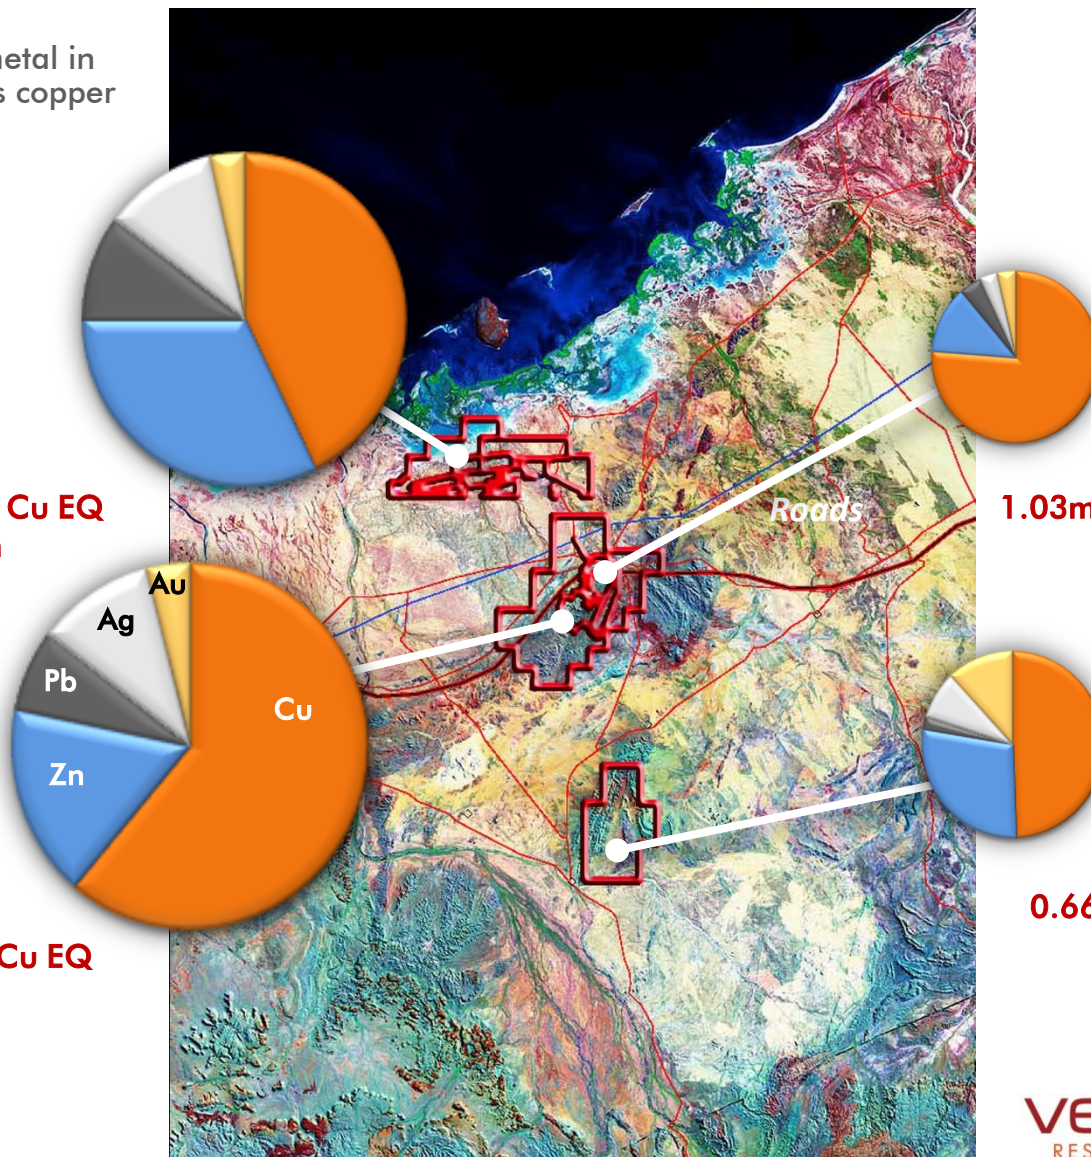 etal in
s copper
Cu EQ
1.03m
Roads
Au
Ag
Pb
Cu
Zn
0.66
Cu EQ
VE
RES